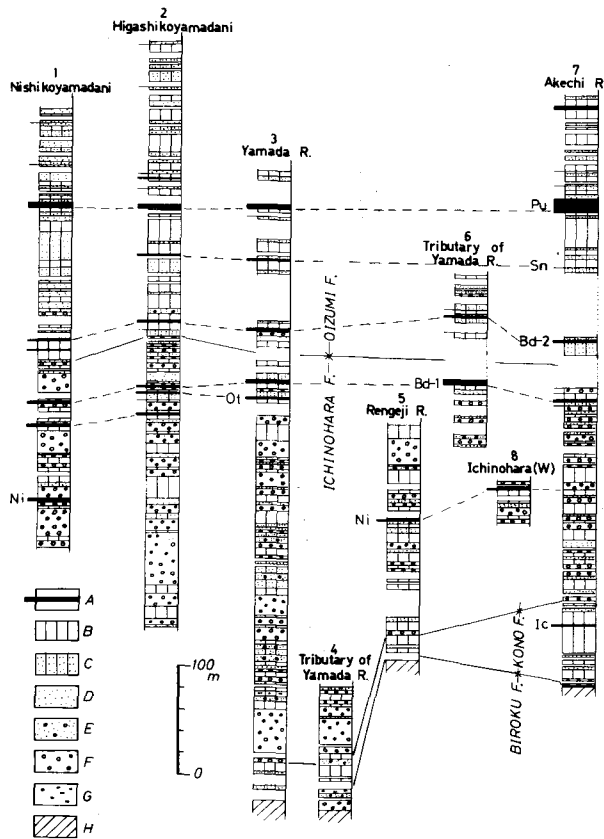 1
Nishikoyamadani
2
Higashikoyamadani
3
Yamada R.
7
Akechi R
Pu
6
Tributary of
Yamada R.
Sn
ICHINOHARA F. OIZUMI F.
Bd-2
Bd-1
Ot
5
Rengeji R.
8
Ichinohara (W)
Ni
Ni
4
Tributary of
Yamada R.
BIROKU F. KONO F.
Ic
A
B
C
D
E
F
G
H
100
m
0